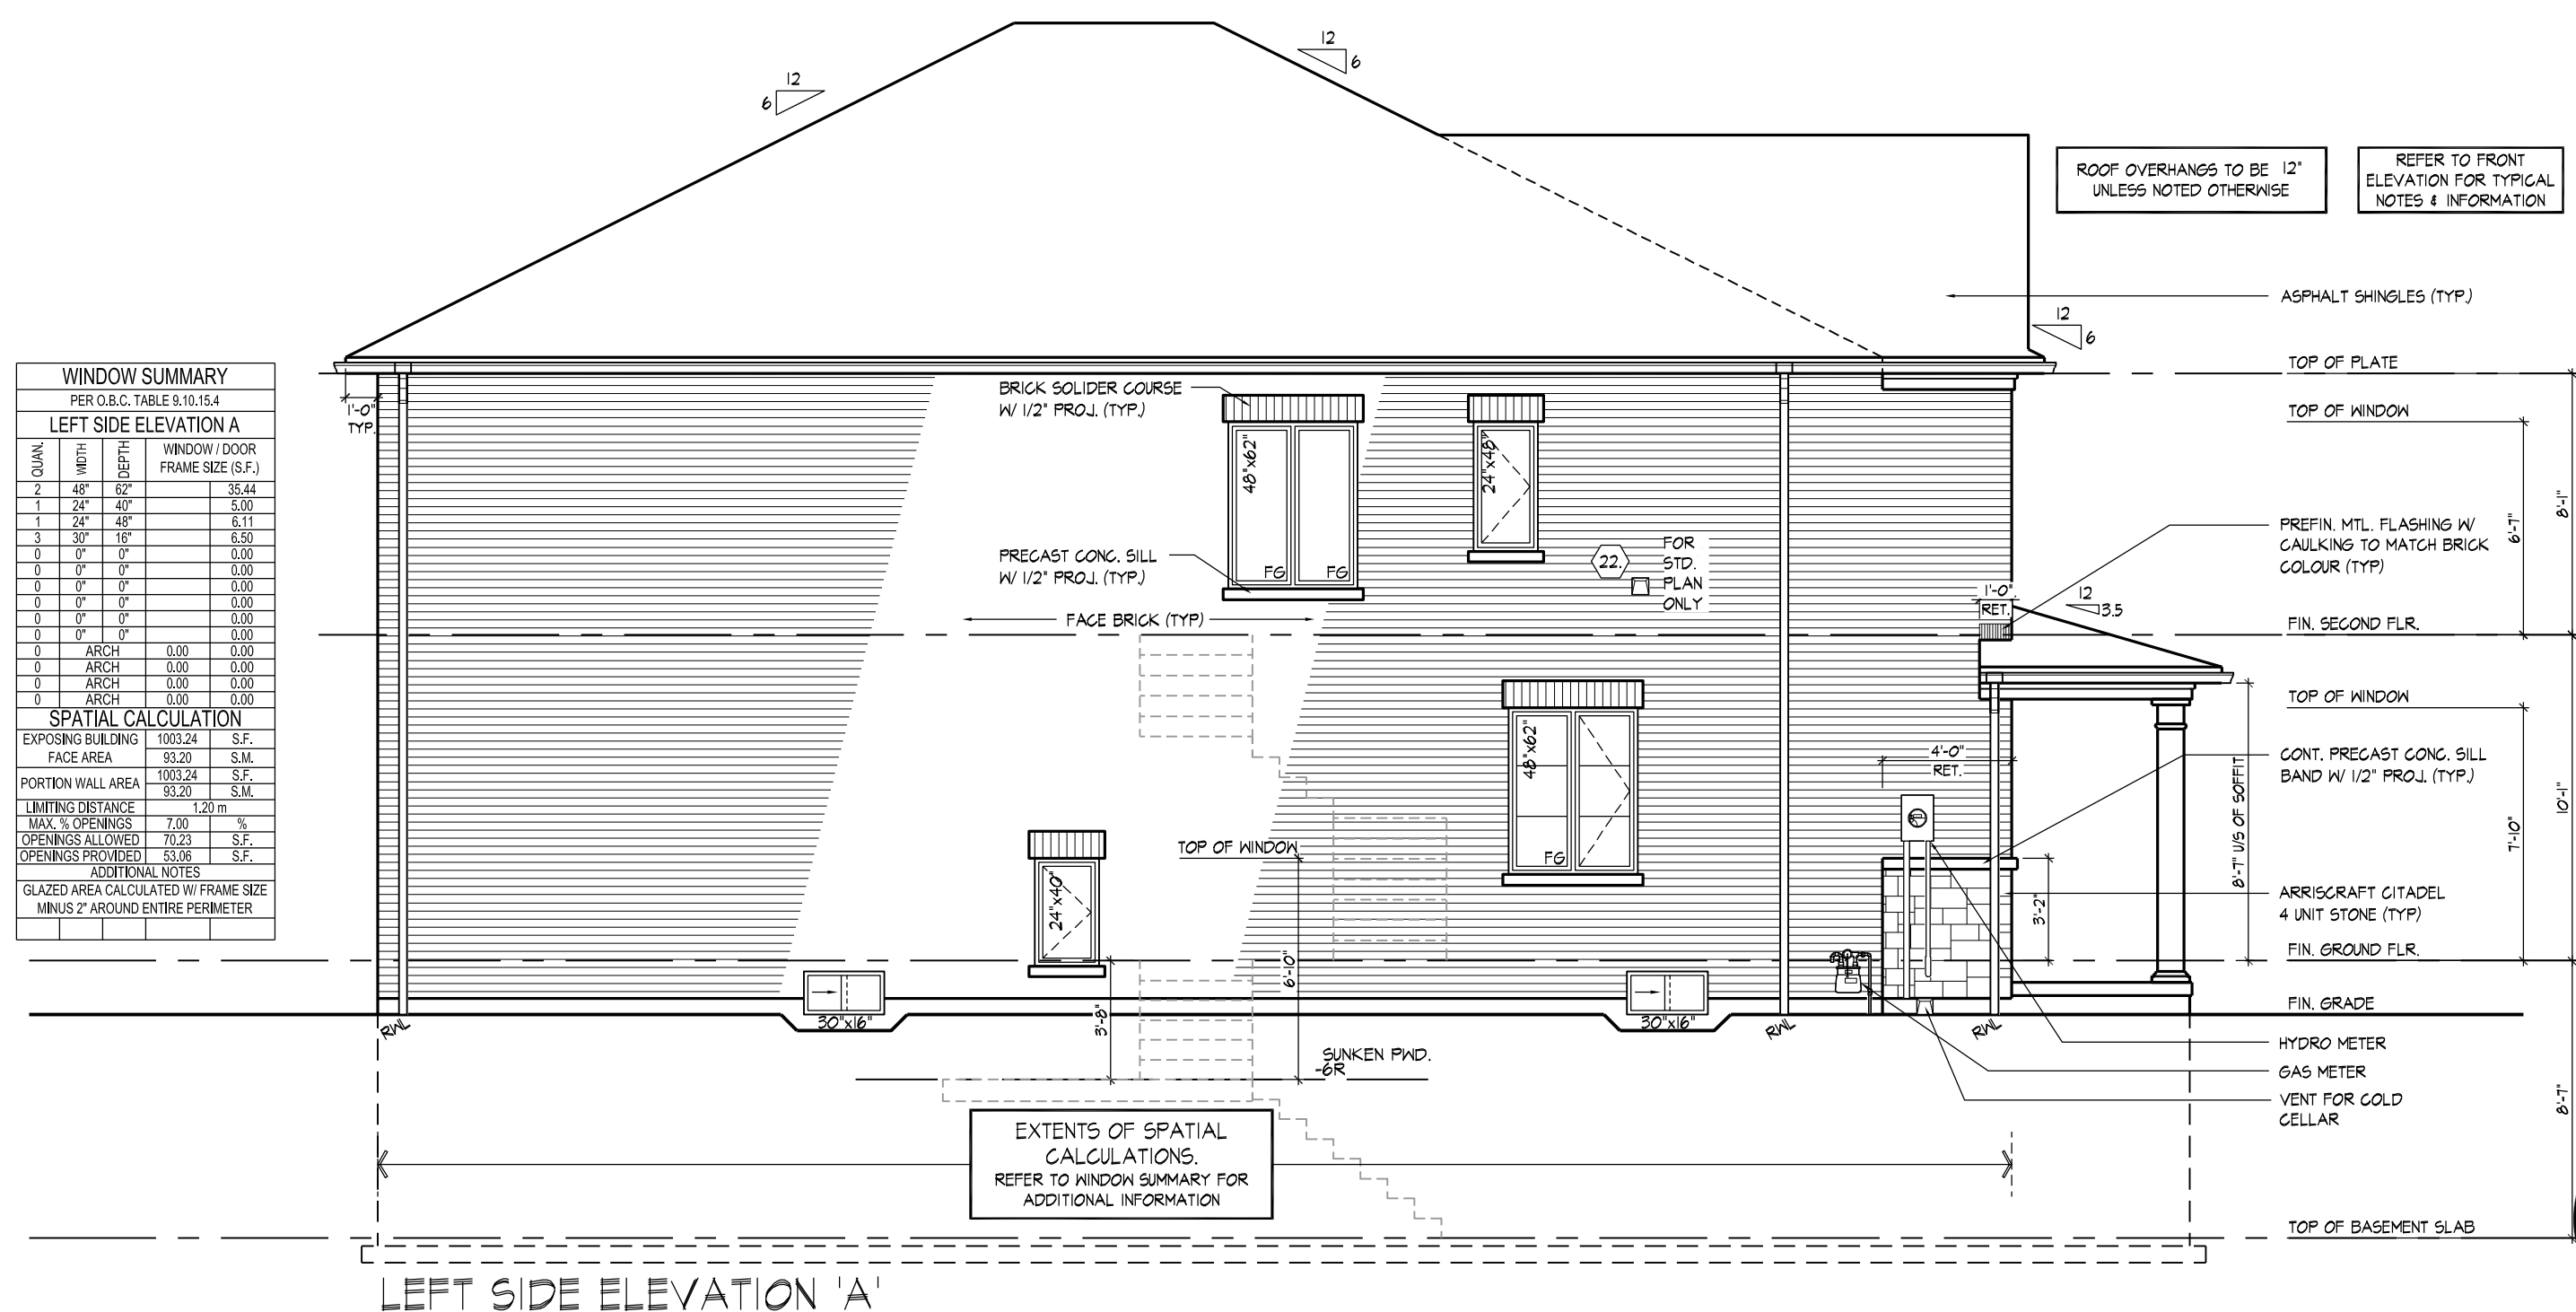 12
6
12
6
ROOF OVERHANGS TO BE 12"
UNLESS NOTED OTHERWISE
REFER TO FRONT
ELEVATION FOR TYPICAL
NOTES & INFORMATION
ASPHALT SHINGLES (TYP.)
12
6
TOP OF PLATE
TOP OF WINDOW
6'-7"
8'-1"
PREFIN. MTL. FLASHING W/
CAULKING TO MATCH BRICK
COLOUR (TYP)
1'-0"
RET.
12
3.5
FIN. SECOND FLR.
TOP OF WINDOW
CONT. PRECAST CONC. SILL
BAND W/ 1/2" PROJ. (TYP.)
8'-7" U/S OF SOFFIT
7'-10"
10'-1"
ARRISCRAFT CITADEL
4 UNIT STONE (TYP)
FIN. GROUND FLR.
FIN. GRADE
HYDRO METER
GAS METER
VENT FOR COLD
CELLAR
8'-7"
TOP OF BASEMENT SLAB
WINDOW SUMMARY
PER O.B.C. TABLE 9.10.15.4
LEFT SIDE ELEVATION A
QUAN. WIDTH DEPTH WINDOW / DOOR
FRAME SIZE (S.F.)
2 48" 62" 35.44
1 24" 40" 5.00
1 24" 48" 6.11
3 30" 16" 6.50
0 0" 0" 0.00
0 0" 0" 0.00
0 0" 0" 0.00
0 0" 0" 0.00
0 0" 0" 0.00
0 0" 0" 0.00
0 ARCH 0.00 0.00
0 ARCH 0.00 0.00
0 ARCH 0.00 0.00
0 ARCH 0.00 0.00
SPATIAL CALCULATION
EXPOSING BUILDING 1003.24 S.F.
FACE AREA 93.20 S.M.
PORTION WALL AREA 1003.24 S.F.
93.20 S.M.
LIMITING DISTANCE 1.20 m
MAX. % OPENINGS 7.00 %
OPENINGS ALLOWED 70.23 S.F.
OPENINGS PROVIDED 53.06 S.F.
ADDITIONAL NOTES
GLAZED AREA CALCULATED W/ FRAME SIZE
MINUS 2" AROUND ENTIRE PERIMETER
1'-0"
TYP.
BRICK SOLIDER COURSE
W/ 1/2" PROJ. (TYP.)
48"x62"
FG FG
24"x48"
PRECAST CONC. SILL
W/ 1/2" PROJ. (TYP.)
22.
FOR
STD.
PLAN
ONLY
FACE BRICK (TYP)
48"x62"
FG
4'-0"
RET.
3'-2"
TOP OF WINDOW
24"x40"
6'-10"
3'-8"
30"x16"
30"x16"
RWL
RWL
RWL
SUNKEN PWD.
-6R
EXTENTS OF SPATIAL
CALCULATIONS.
REFER TO WINDOW SUMMARY FOR
ADDITIONAL INFORMATION
LEFT SIDE ELEVATION 'A'